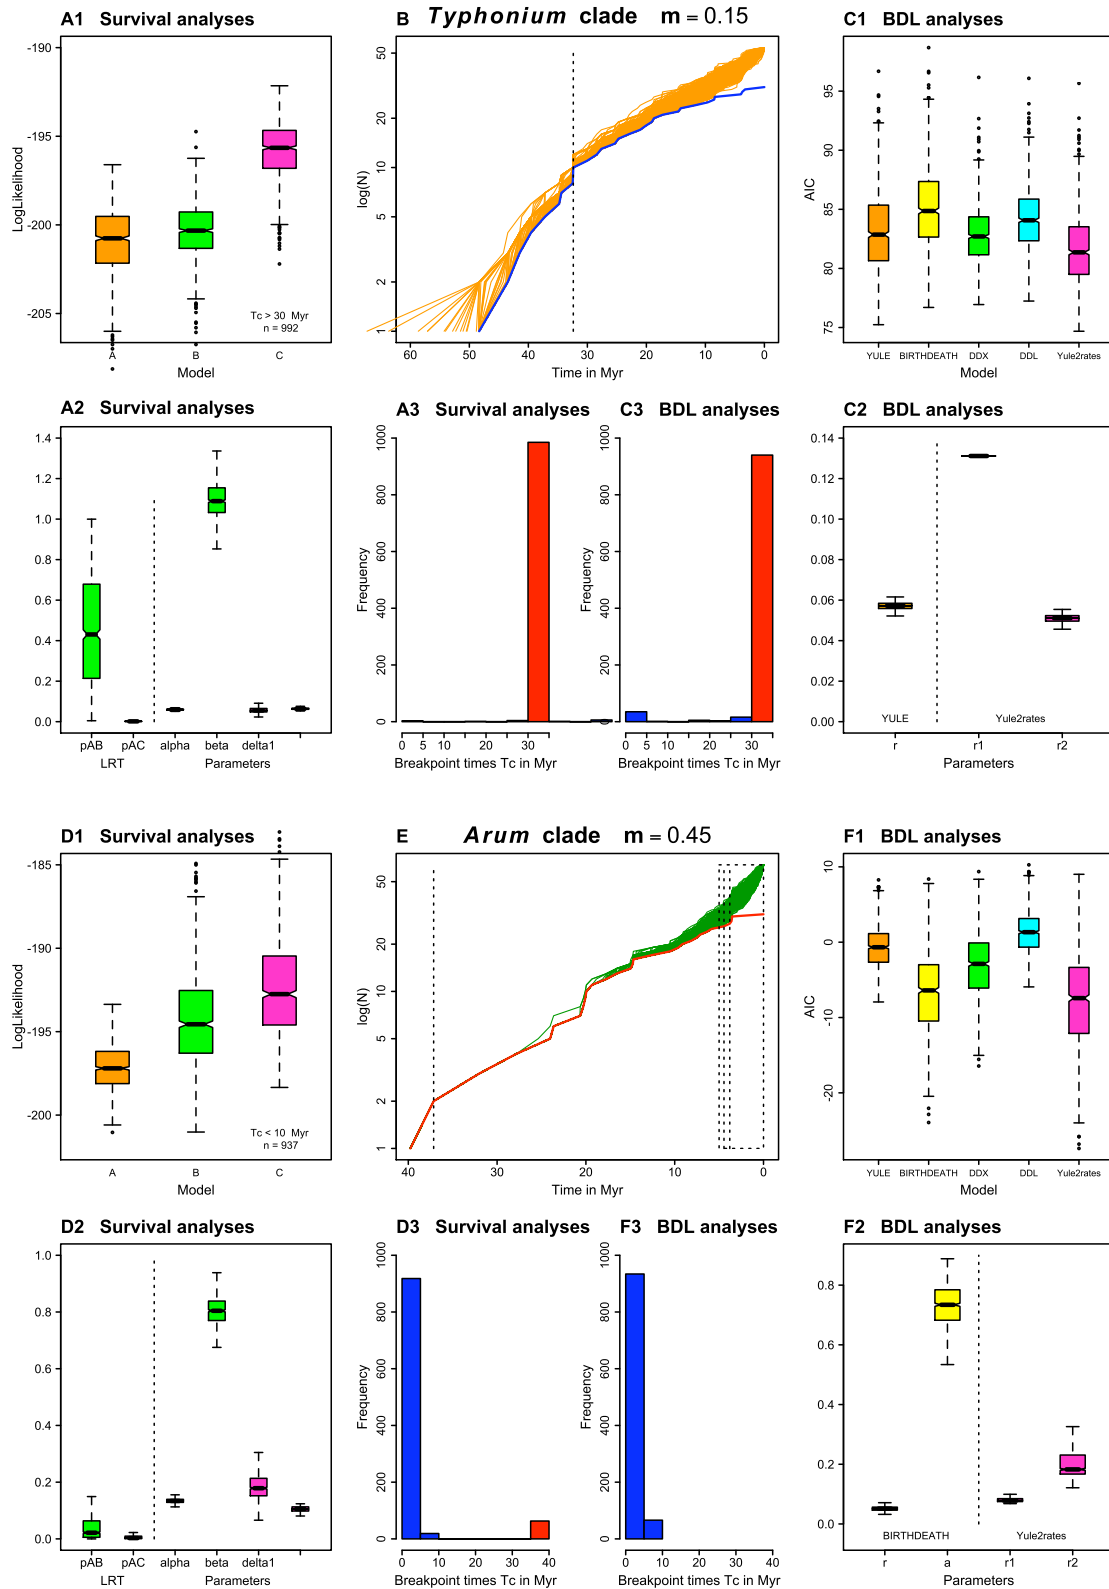 A1 Survival analyses
B Typhonium clade m = 0.15
C1 BDL analyses
LogLikelihood
-190
-195
-200
-205
Tc > 30 Myr
n = 992
A B C
Model
log(N)
50
20
10
5
2
1
60 50 40 30 20 10 0
Time in Myr
AIC
95
90
85
80
75
YULE BIRTHDEATH DDX DDL Yule2rates
Model
A2 Survival analyses
A3 Survival analyses
C3 BDL analyses
C2 BDL analyses
1.4
1.2
1.0
0.8
0.6
0.4
0.2
0.0
pAB pAC alpha beta delta1
LRT Parameters
Frequency
1000
800
600
400
200
0
0 5 10 15 20 30
Breakpoint times Tc in Myr
Frequency
1000
800
600
400
200
0
0 5 10 15 20 30
Breakpoint times Tc in Myr
0.14
0.12
0.10
0.08
0.06
0.04
0.02
0.00
YULE Yule2rates
r r1 r2
Parameters
D1 Survival analyses
E Arum clade m = 0.45
F1 BDL analyses
LogLikelihood
-185
-190
-195
-200
Tc < 10 Myr
n = 937
A B C
Model
log(N)
50
20
10
5
2
1
40 30 20 10 0
Time in Myr
AIC
10
0
-10
-20
YULE BIRTHDEATH DDX DDL Yule2rates
Model
D2 Survival analyses
D3 Survival analyses
F3 BDL analyses
F2 BDL analyses
1.0
0.8
0.6
0.4
0.2
0.0
pAB pAC alpha beta delta1
LRT Parameters
Frequency
1000
800
600
400
200
0
0 10 20 30 40
Breakpoint times Tc in Myr
Frequency
1000
800
600
400
200
0
0 10 20 30 40
Breakpoint times Tc in Myr
0.8
0.6
0.4
0.2
0.0
BIRTHDEATH Yule2rates
r a r1 r2
Parameters